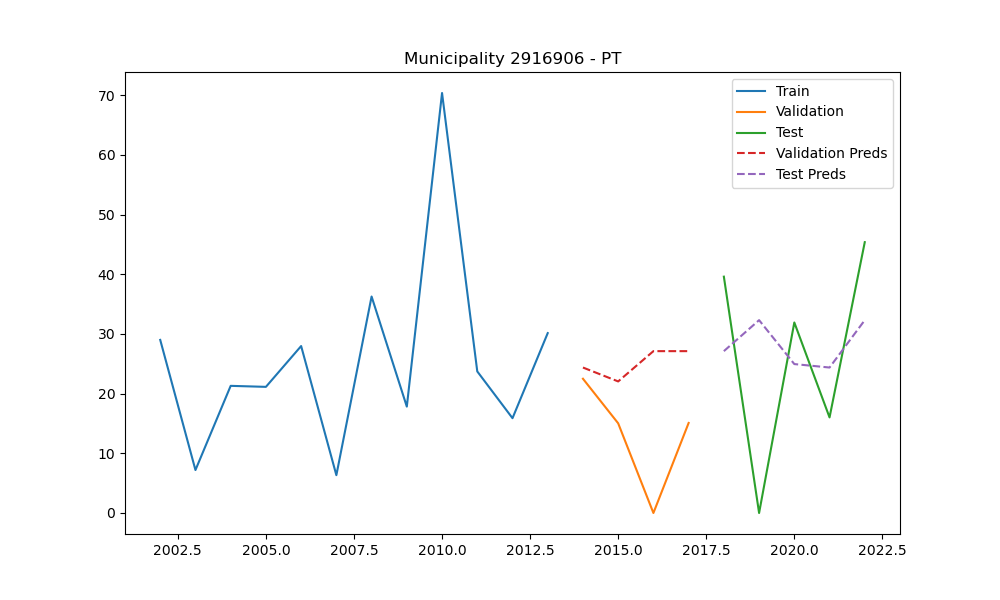 Municipality 2916906 - PT
Train
Validation
Test
Validation Preds
Test Preds
70
60
50
40
30
20
10
0
2002.5 2005.0 2007.5 2010.0 2012.5 2015.0 2017.5 2020.0 2022.5